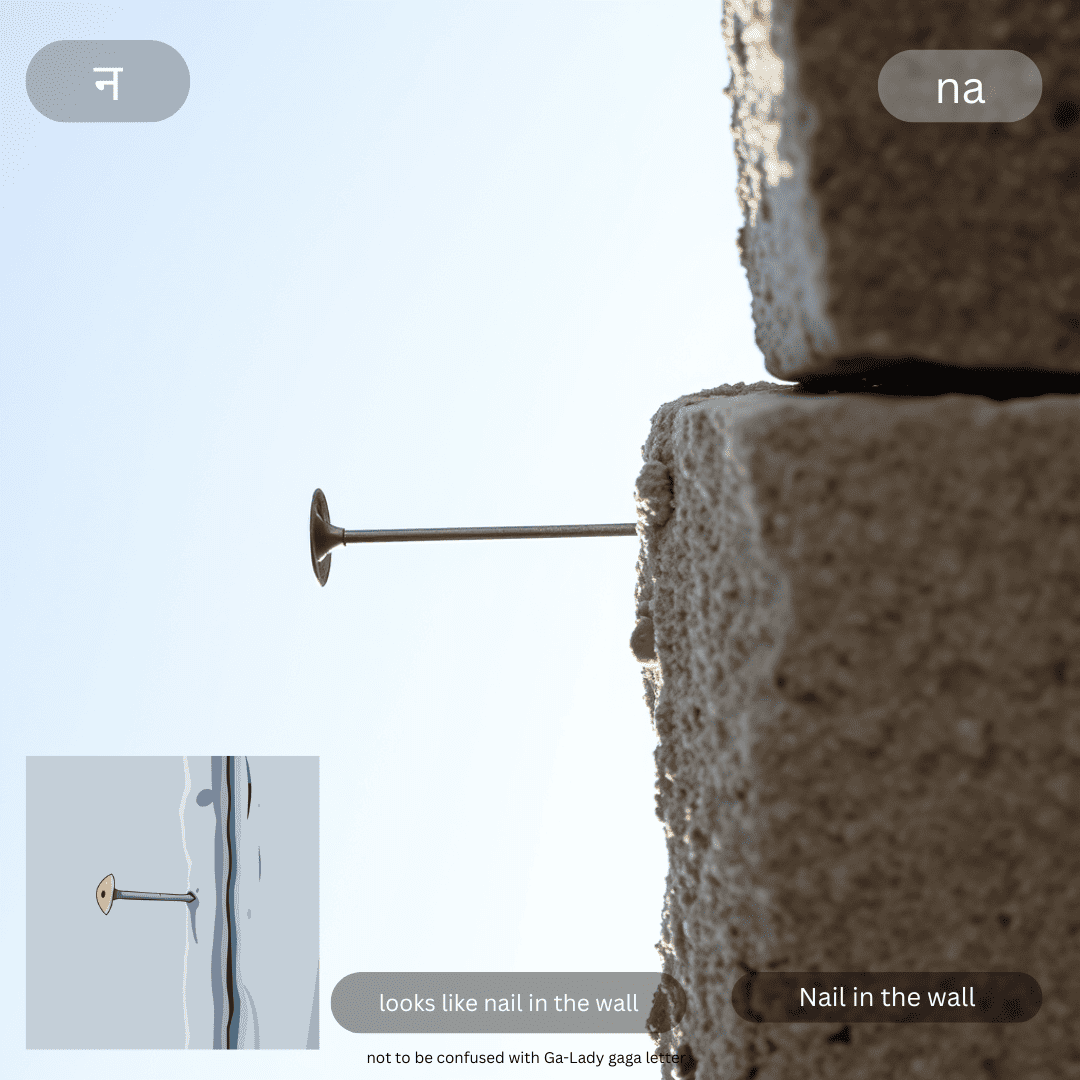 न
na
looks like nail in the wall
Nail in the wall
not to be confused with Ga-Lady gaga letter